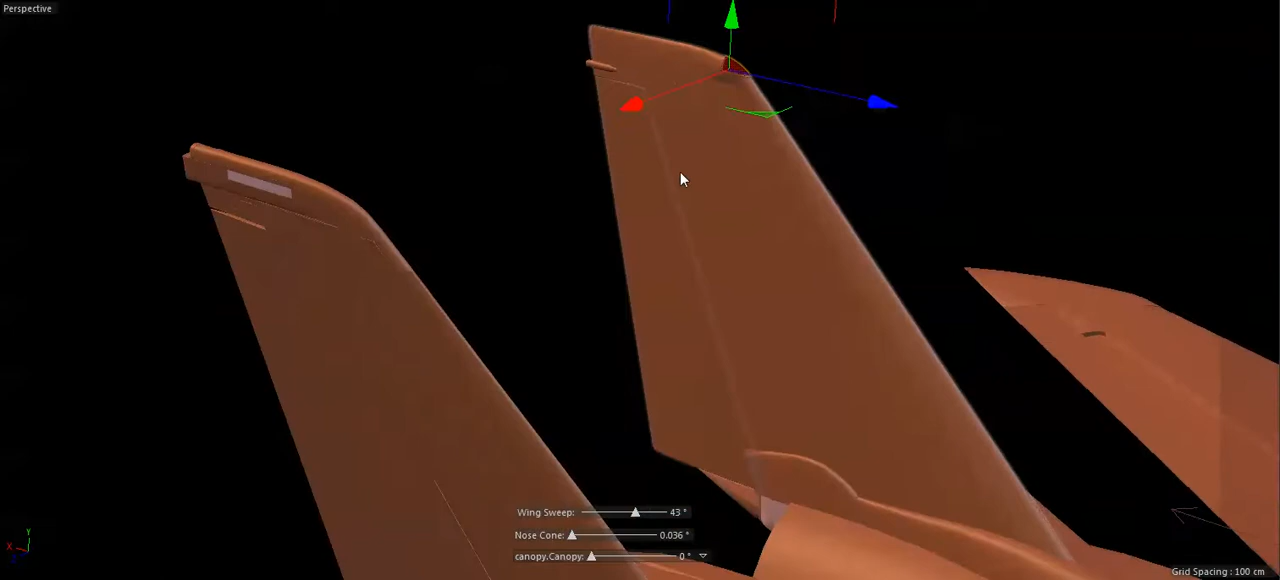 Perspective
Wing Sweep: 43 °
Nose Cone: 0.036 °
canopy.Canopy: 0 °
Y
X
Grid Spacing : 100 cm